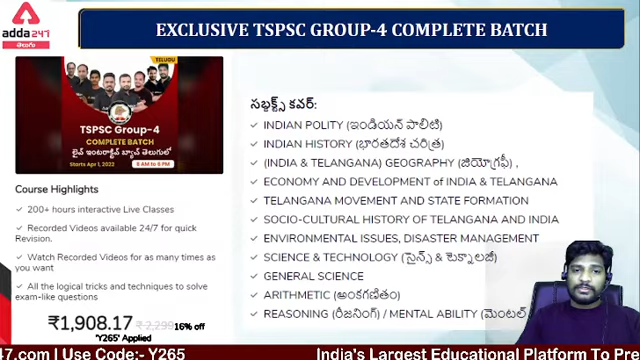 adda247
తెలుగు
EXCLUSIVE TSPSC GROUP-4 COMPLETE BATCH
TELUGU
TSPSC Group-4
COMPLETE BATCH
లైవ్ ఇంటరాక్టివ్ బ్యాచ్ తెలుగులో
Starts Apr 1, 2022
8 AM to 6 PM
Course Highlights
✓ 200+ hours interactive Live Classes
✓ Recorded Videos available 24/7 for quick
Revision.
✓ Watch Recorded Videos for as many times as
you want
✓ All the logical tricks and techniques to solve
exam-like questions
₹1,908.17 ₹2,299 16% off
'Y265' Applied
సబ్జెక్ట్స్ కవర్:
✓ INDIAN POLITY (ఇండియన్ పాలిటి)
✓ INDIAN HISTORY (భారతదేశ చరిత్ర)
✓ (INDIA & TELANGANA) GEOGRAPHY (జియోగ్రఫీ) ,
✓ ECONOMY AND DEVELOPMENT of INDIA & TELANGANA
✓ TELANGANA MOVEMENT AND STATE FORMATION
✓ SOCIO-CULTURAL HISTORY OF TELANGANA AND INDIA
✓ ENVIRONMENTAL ISSUES, DISASTER MANAGEMENT
✓ SCIENCE & TECHNOLOGY (సైన్స్ & టెక్నాలజీ)
✓ GENERAL SCIENCE
✓ ARITHMETIC (అంకగణితం)
✓ REASONING (రీజనింగ్) / MENTAL ABILITY (మెంటల్
47.com | Use Code:- Y265 India's Largest Educational Platform To Pre